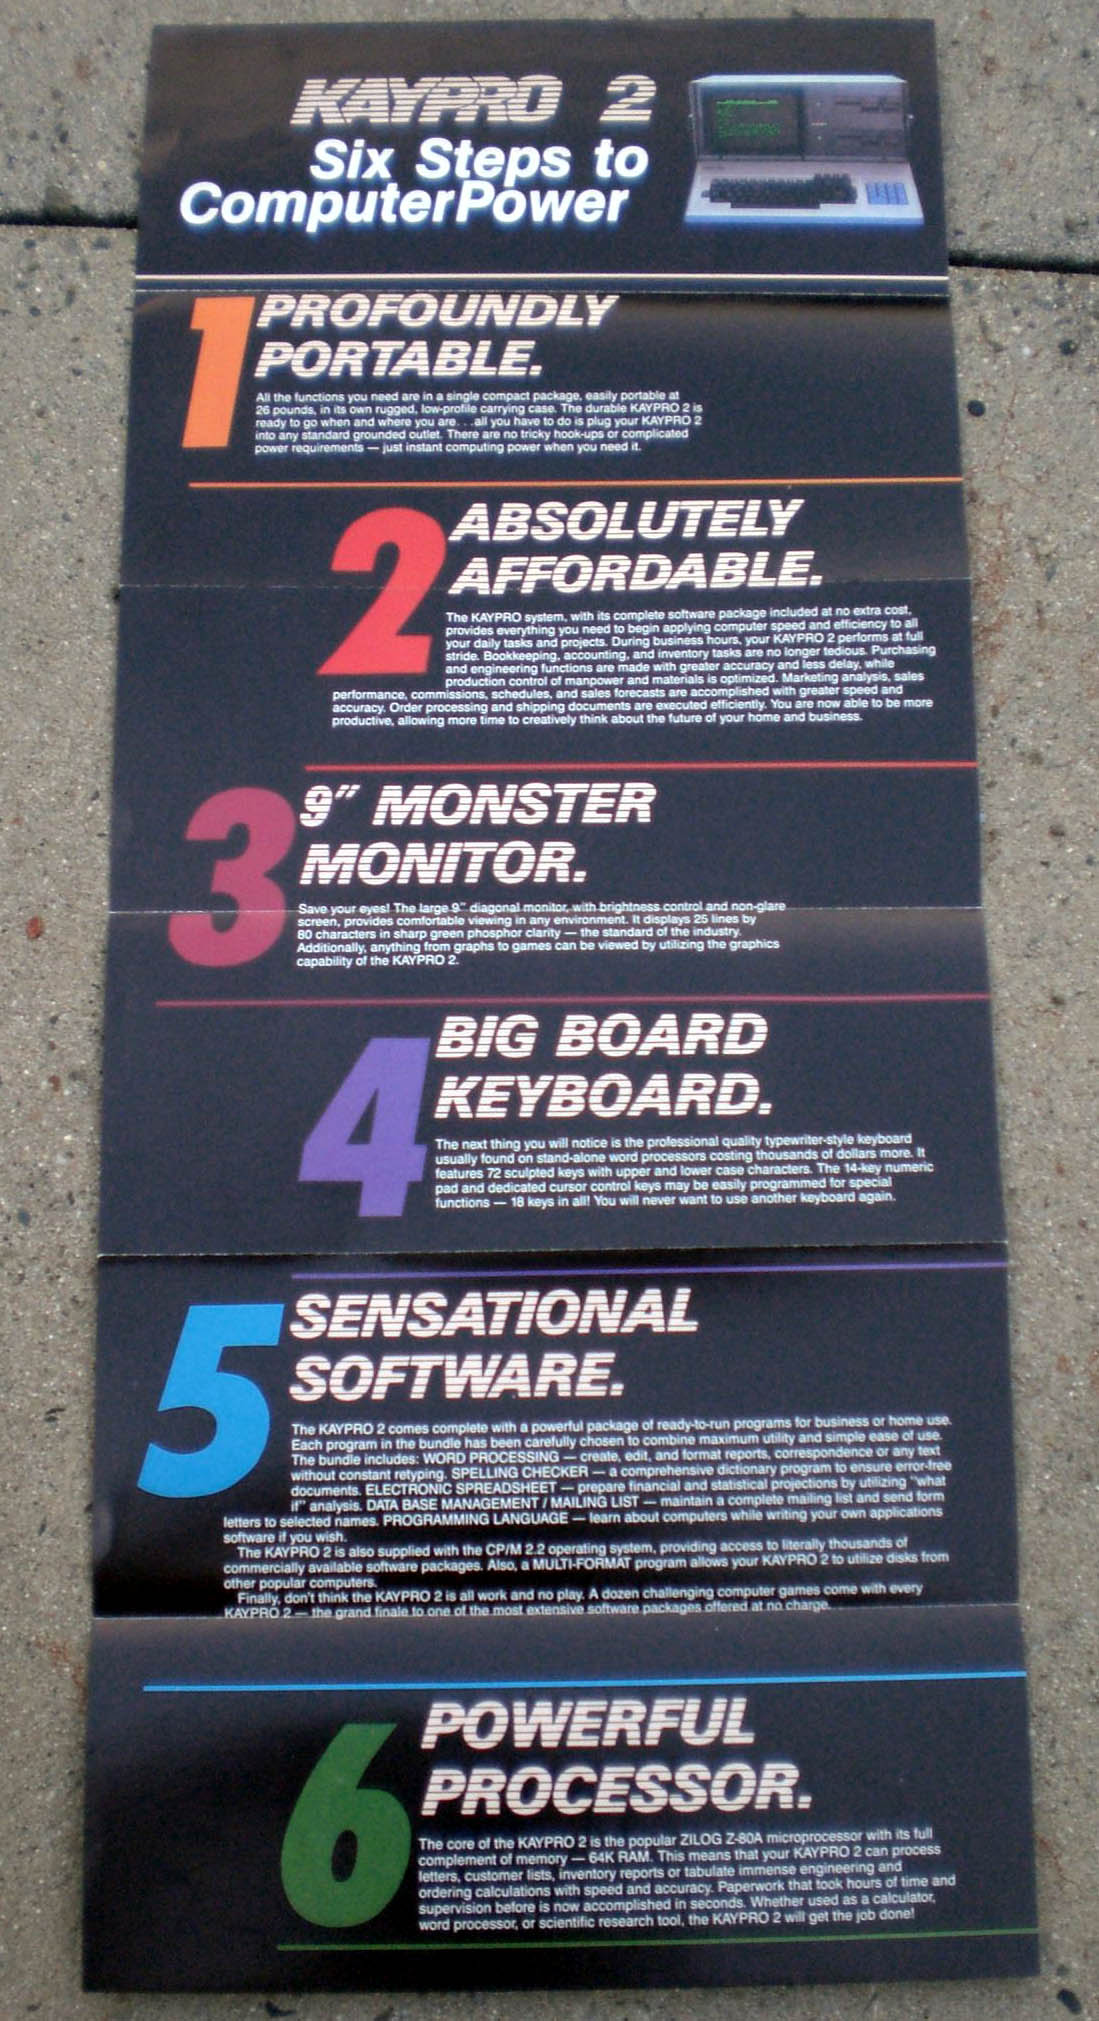 KAYPRO 2
Six Steps to
ComputerPower
1
PROFOUNDLY
PORTABLE.
All the functions you need are in a single compact package, easily portable at
26 pounds, in its own rugged, low-profile carrying case. The durable KAYPRO 2 is
ready to go when and where you are. . .all you have to do is plug your KAYPRO 2
into any standard grounded outlet. There are no tricky hook-ups or complicated
power requirements — just instant computing power when you need it.
2
ABSOLUTELY
AFFORDABLE.
The KAYPRO system, with its complete software package included at no extra cost,
provides everything you need to begin applying computer speed and efficiency to all
your daily tasks and projects. During business hours, your KAYPRO 2 performs at full
stride. Bookkeeping, accounting, and inventory tasks are no longer tedious. Purchasing
and engineering functions are made with greater accuracy and less delay, while
production control of manpower and materials is optimized. Marketing analysis, sales
performance, commissions, schedules, and sales forecasts are accomplished with greater speed and
accuracy. Order processing and shipping documents are executed efficiently. You are now able to be more
productive, allowing more time to creatively think about the future of your home and business.
3
9" MONSTER
MONITOR.
Save your eyes! The large 9" diagonal monitor, with brightness control and non-glare
screen, provides comfortable viewing in any environment. It displays 25 lines by
80 characters in sharp green phosphor clarity — the standard of the industry.
Additionally, anything from graphs to games can be viewed by utilizing the graphics
capability of the KAYPRO 2.
4
BIG BOARD
KEYBOARD.
The next thing you will notice is the professional quality typewriter-style keyboard
usually found on stand-alone word processors costing thousands of dollars more. It
features 72 sculpted keys with upper and lower case characters. The 14-key numeric
pad and dedicated cursor control keys may be easily programmed for special
functions — 18 keys in all! You will never want to use another keyboard again.
5
SENSATIONAL
SOFTWARE.
The KAYPRO 2 comes complete with a powerful package of ready-to-run programs for business or home use.
Each program in the bundle has been carefully chosen to combine maximum utility and simple ease of use.
The bundle includes: WORD PROCESSING — create, edit, and format reports, correspondence or any text
without constant retyping. SPELLING CHECKER — a comprehensive dictionary program to ensure error-free
documents. ELECTRONIC SPREADSHEET — prepare financial and statistical projections by utilizing "what
if" analysis. DATA BASE MANAGEMENT / MAILING LIST — maintain a complete mailing list and send form
letters to selected names. PROGRAMMING LANGUAGE — learn about computers while writing your own applications
software if you wish.
The KAYPRO 2 is also supplied with the CP/M 2.2 operating system, providing access to literally thousands of
commercially available software packages. Also, a MULTI-FORMAT program allows your KAYPRO 2 to utilize disks from
other popular computers.
Finally, don't think the KAYPRO 2 is all work and no play. A dozen challenging computer games come with every
KAYPRO 2 — the grand finale to one of the most extensive software packages offered at no charge.
6
POWERFUL
PROCESSOR.
The core of the KAYPRO 2 is the popular ZILOG Z-80A microprocessor with its full
complement of memory — 64K RAM. This means that your KAYPRO 2 can process
letters, customer lists, inventory reports or tabulate immense engineering and
ordering calculations with speed and accuracy. Paperwork that took hours of time and
supervision before is now accomplished in seconds. Whether used as a calculator,
word processor, or scientific research tool, the KAYPRO 2 will get the job done!